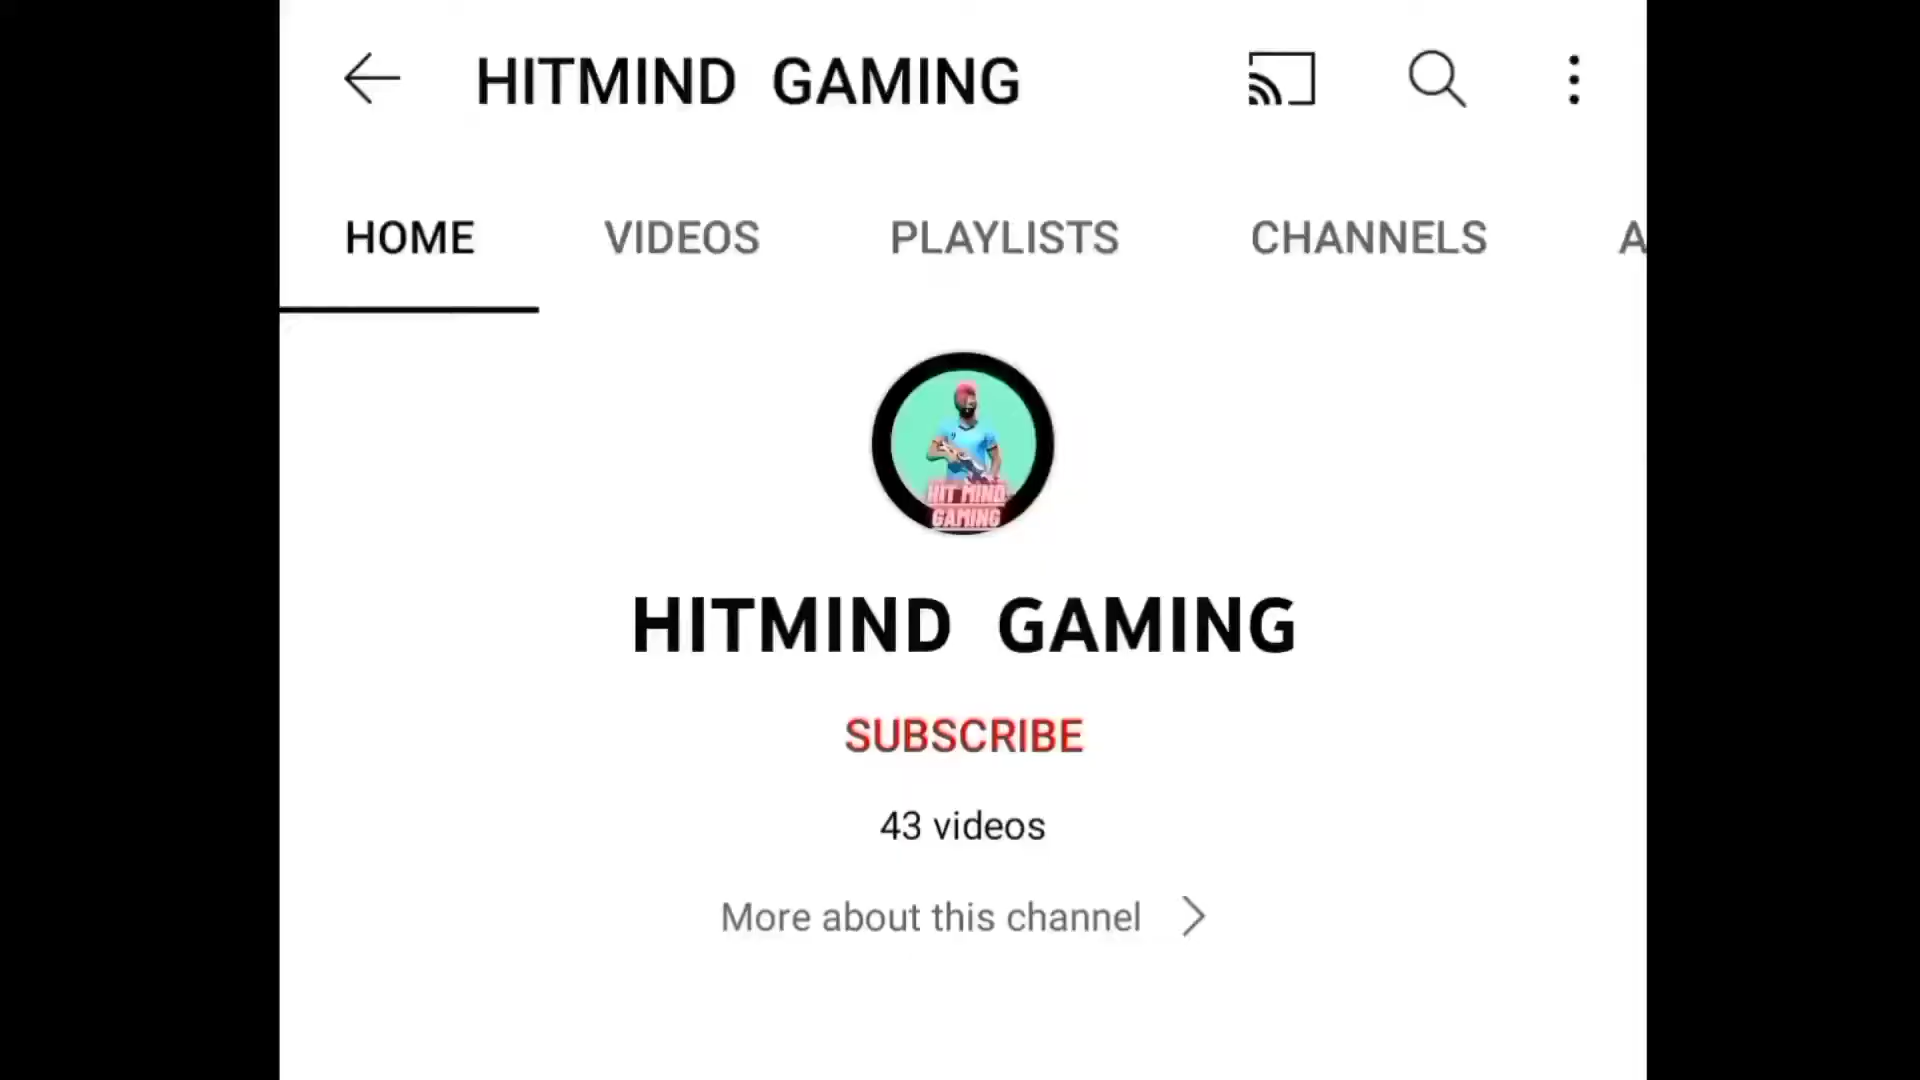 HITMIND GAMING
HOME VIDEOS PLAYLISTS CHANNELS A
HIT MIND
GAMING
HITMIND GAMING
SUBSCRIBE
43 videos
More about this channel